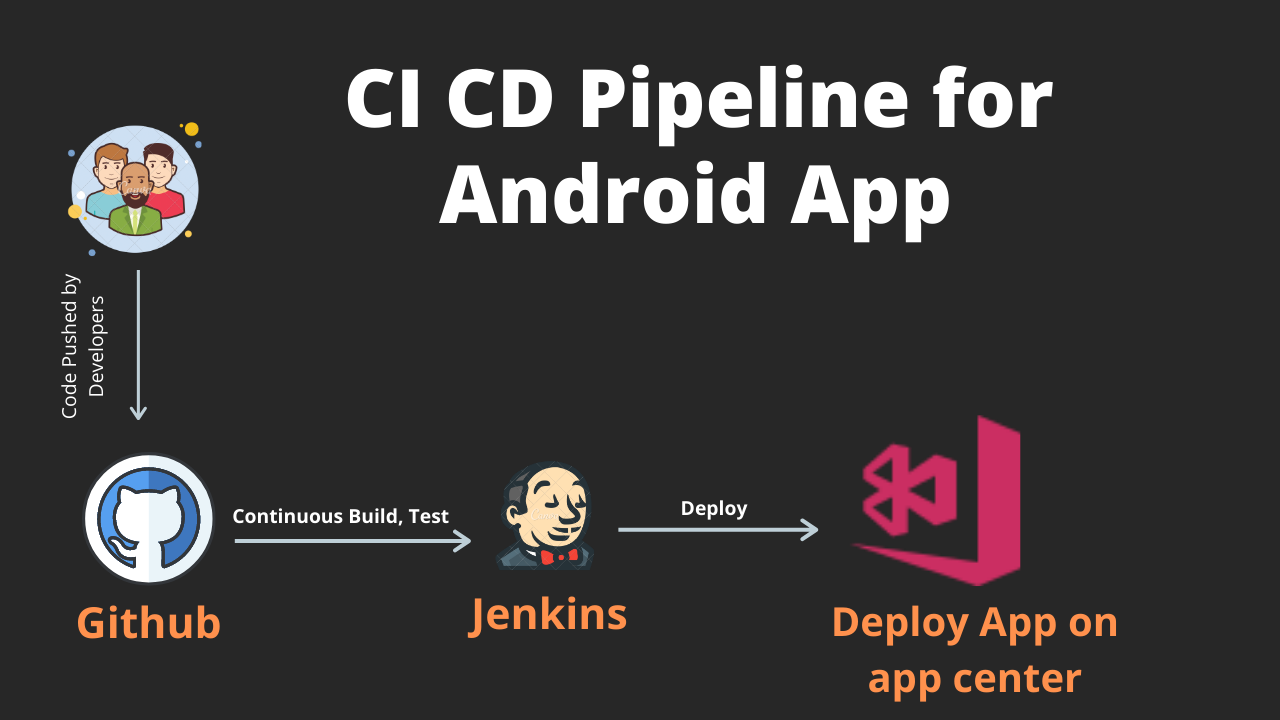 CI CD Pipeline for
Android App
Code Pushed by
Developers
Continuous Build, Test
Deploy
Github
Jenkins
Deploy App on
app center